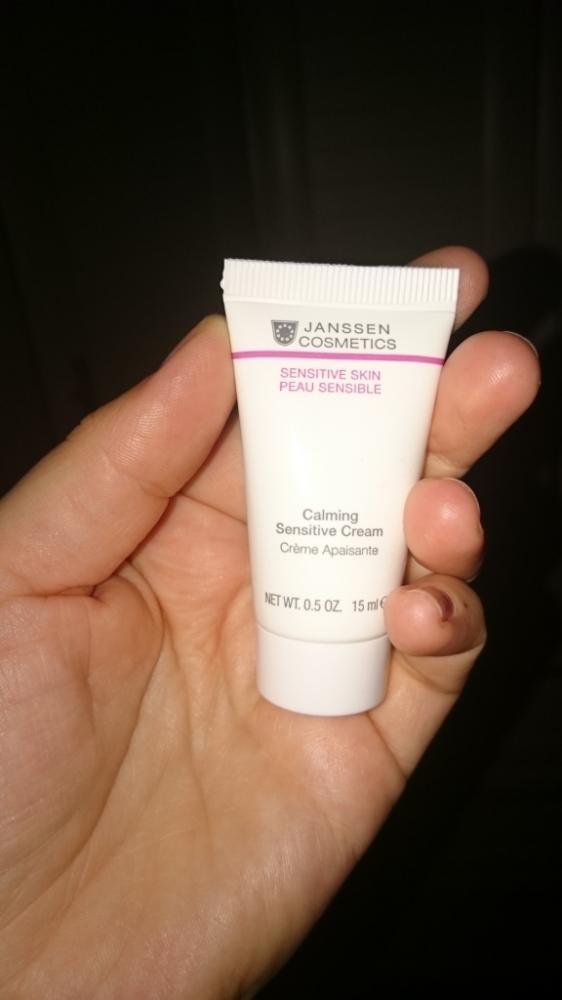 JANSSEN
COSMETICS
SENSITIVE SKIN
PEAU SENSIBLE
Calming
Sensitive Cream
Crème Apaisante
NET WT. 0.5 OZ. 15 ml ℮